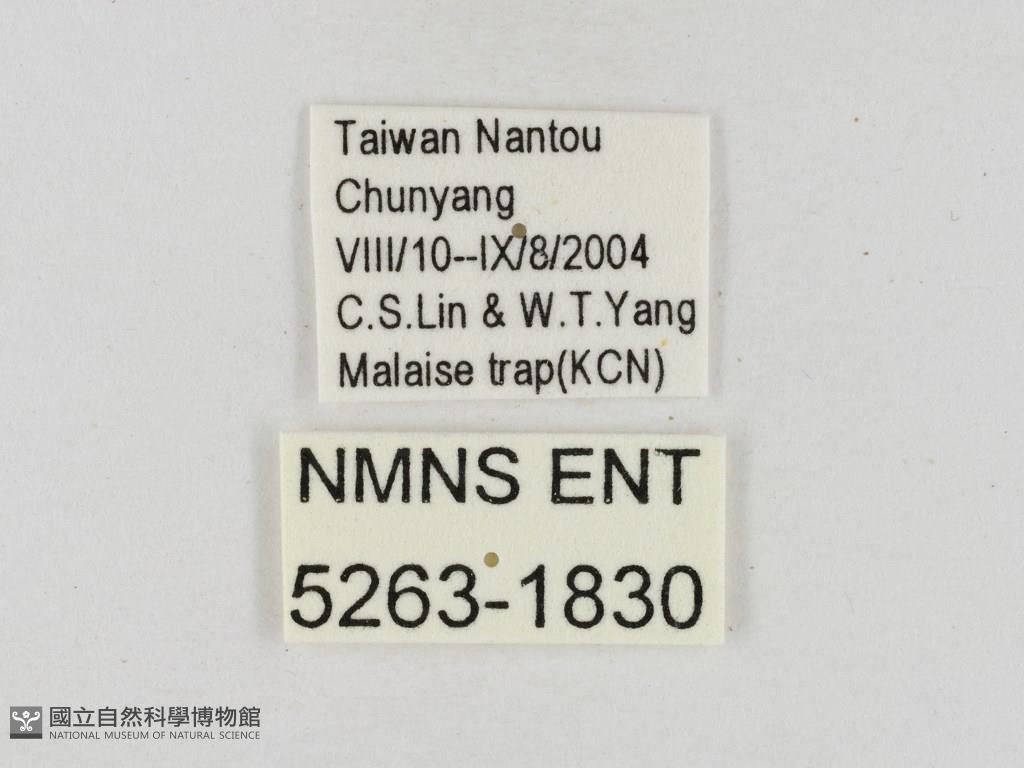 Taiwan Nantou
Chunyang
VIII/10--IX/8/2004
C.S.Lin & W.T.Yang
Malaise trap(KCN)
NMNS ENT
5263-1830
國立自然科學博物館
NATIONAL MUSEUM OF NATURAL SCIENCE